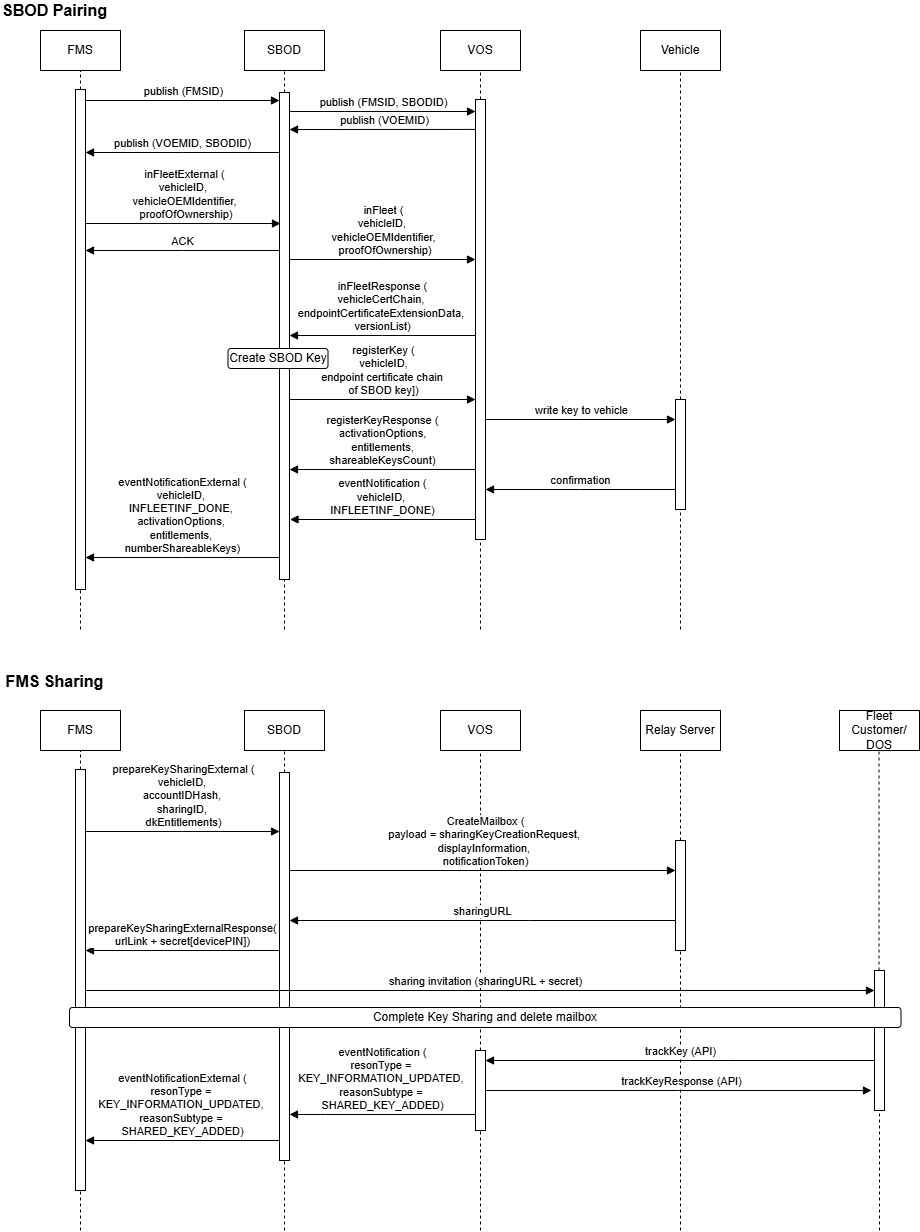 SBOD Pairing
FMS
SBOD
VOS
Vehicle
publish (FMSID)
publish (FMSID, SBODID)
publish (VOEMID)
publish (VOEMID, SBODID)
inFleetExternal (
vehicleID,
vehicleOEMIdentifier,
proofOfOwnership)
inFleet (
vehicleID,
vehicleOEMIdentifier,
proofOfOwnership)
ACK
inFleetResponse (
vehicleCertChain,
endpointCertificateExtensionData,
versionList)
Create SBOD Key
registerKey (
vehicleID,
endpoint certificate chain
of SBOD key])
write key to vehicle
registerKeyResponse (
activationOptions,
entitlements,
shareableKeysCount)
confirmation
eventNotification (
vehicleID,
INFLEETINF_DONE)
eventNotificationExternal (
vehicleID,
INFLEETINF_DONE,
activationOptions,
entitlements,
numberShareableKeys)
FMS Sharing
FMS
SBOD
VOS
Relay Server
Fleet
Customer/
DOS
prepareKeySharingExternal (
vehicleID,
accountIDHash,
sharingID,
dkEntitlements)
CreateMailbox (
payload = sharingKeyCreationRequest,
displayInformation,
notificationToken)
sharingURL
prepareKeySharingExternalResponse(
urlLink + secret[devicePIN])
sharing invitation (sharingURL + secret)
Complete Key Sharing and delete mailbox
trackKey (API)
trackKeyResponse (API)
eventNotification (
resonType =
KEY_INFORMATION_UPDATED,
reasonSubtype =
SHARED_KEY_ADDED)
eventNotificationExternal (
resonType =
KEY_INFORMATION_UPDATED,
reasonSubtype =
SHARED_KEY_ADDED)